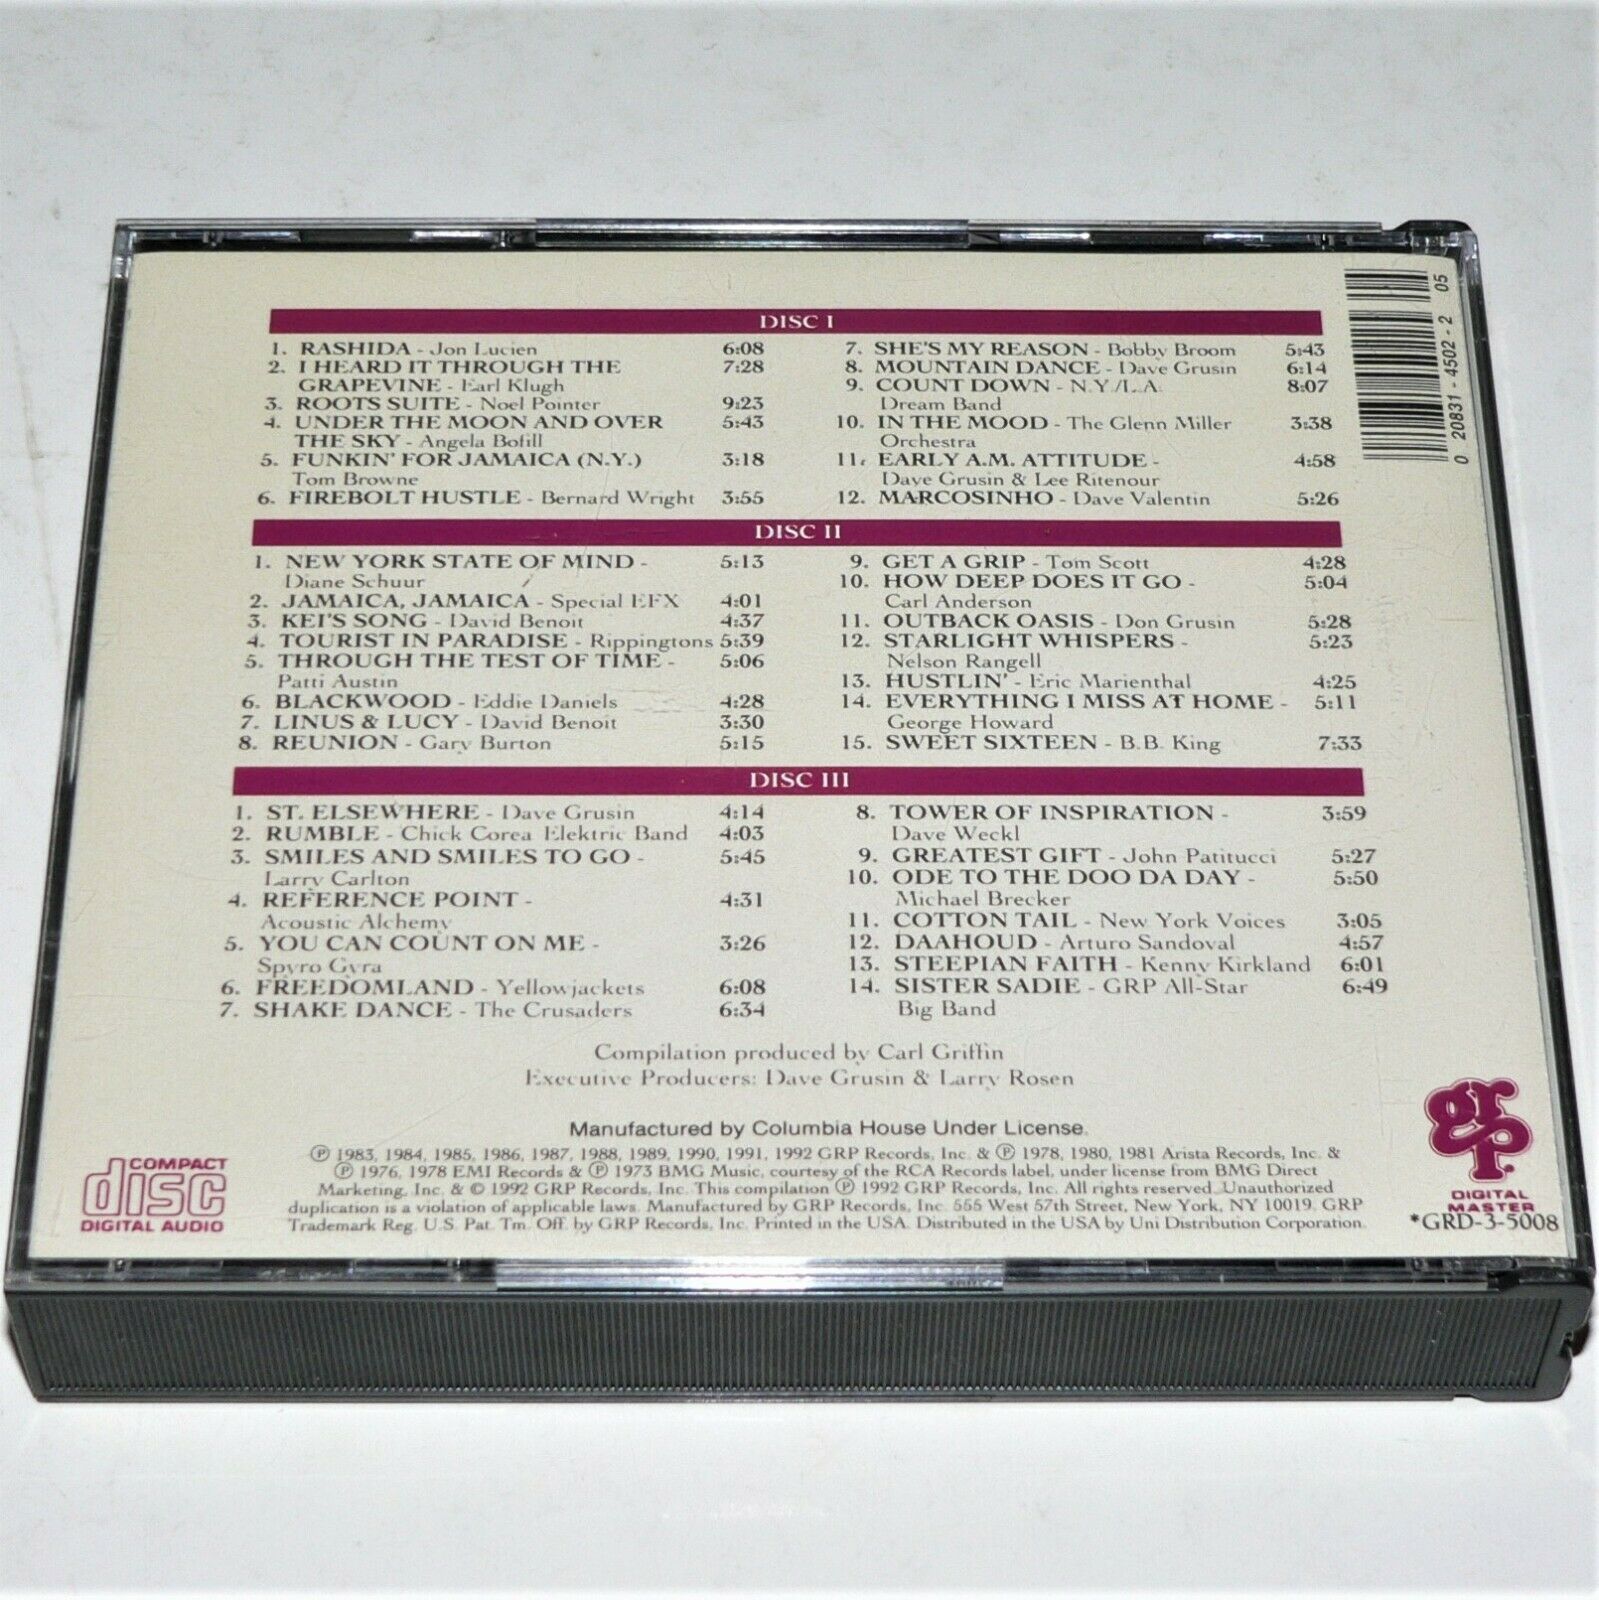 DISC I
1. RASHIDA - Jon Lucien 6:08
2. I HEARD IT THROUGH THE 7:28
GRAPEVINE - Earl Klugh
3. ROOTS SUITE - Noel Pointer 9:23
4. UNDER THE MOON AND OVER 5:43
THE SKY - Angela Bofill
5. FUNKIN' FOR JAMAICA (N.Y.) 3:18
Tom Browne
6. FIREBOLT HUSTLE - Bernard Wright 3:55
7. SHE'S MY REASON - Bobby Broom 5:43
8. MOUNTAIN DANCE - Dave Grusin 6:14
9. COUNT DOWN - N.Y./L.A. 8:07
Dream Band
10. IN THE MOOD - The Glenn Miller 3:38
Orchestra
11. EARLY A.M. ATTITUDE - 4:58
Dave Grusin & Lee Ritenour
12. MARCOSINHO - Dave Valentin 5:26
DISC II
1. NEW YORK STATE OF MIND - 5:13
Diane Schuur
2. JAMAICA, JAMAICA - Special EFX 4:01
3. KEI'S SONG - David Benoit 4:37
4. TOURIST IN PARADISE - Rippingtons 5:39
5. THROUGH THE TEST OF TIME - 5:06
Patti Austin
6. BLACKWOOD - Eddie Daniels 4:28
7. LINUS & LUCY - David Benoit 3:30
8. REUNION - Gary Burton 5:15
9. GET A GRIP - Tom Scott 4:28
10. HOW DEEP DOES IT GO - 5:04
Carl Anderson
11. OUTBACK OASIS - Don Grusin 5:28
12. STARLIGHT WHISPERS - 5:23
Nelson Rangell
13. HUSTLIN' - Eric Marienthal 4:25
14. EVERYTHING I MISS AT HOME - 5:11
George Howard
15. SWEET SIXTEEN - B.B. King 7:33
DISC III
1. ST. ELSEWHERE - Dave Grusin 4:14
2. RUMBLE - Chick Corea Elektric Band 4:03
3. SMILES AND SMILES TO GO - 5:45
Larry Carlton
4. REFERENCE POINT - 4:31
Acoustic Alchemy
5. YOU CAN COUNT ON ME - 3:26
Spyro Gyra
6. FREEDOMLAND - Yellowjackets 6:08
7. SHAKE DANCE - The Crusaders 6:34
8. TOWER OF INSPIRATION - 3:59
Dave Weckl
9. GREATEST GIFT - John Patitucci 5:27
10. ODE TO THE DOO DA DAY - 5:50
Michael Brecker
11. COTTON TAIL - New York Voices 3:05
12. DAAHOUD - Arturo Sandoval 4:57
13. STEEPIAN FAITH - Kenny Kirkland 6:01
14. SISTER SADIE - GRP All-Star 6:49
Big Band
Compilation produced by Carl Griffin
Executive Producers: Dave Grusin & Larry Rosen
Manufactured by Columbia House Under License.
℗ 1983, 1984, 1985, 1986, 1987, 1988, 1989, 1990, 1991, 1992 GRP Records, Inc. & ℗ 1978, 1980, 1981 Arista Records, Inc. &
℗ 1976, 1978 EMI Records & ℗ 1973 BMG Music, courtesy of the RCA Records label, under license from BMG Direct
Marketing, Inc. & © 1992 GRP Records, Inc. This compilation ℗ 1992 GRP Records, Inc. All rights reserved. Unauthorized
duplication is a violation of applicable laws. Manufactured by GRP Records, Inc. 555 West 57th Street, New York, NY 10019. GRP
Trademark Reg. U.S. Pat. Tm. Off. by GRP Records, Inc. Printed in the USA. Distributed in the USA by Uni Distribution Corporation.
COMPACT
disc
DIGITAL AUDIO
grp
DIGITAL
MASTER
*GRD-3-5008
0 20831 - 4502 - 2 05